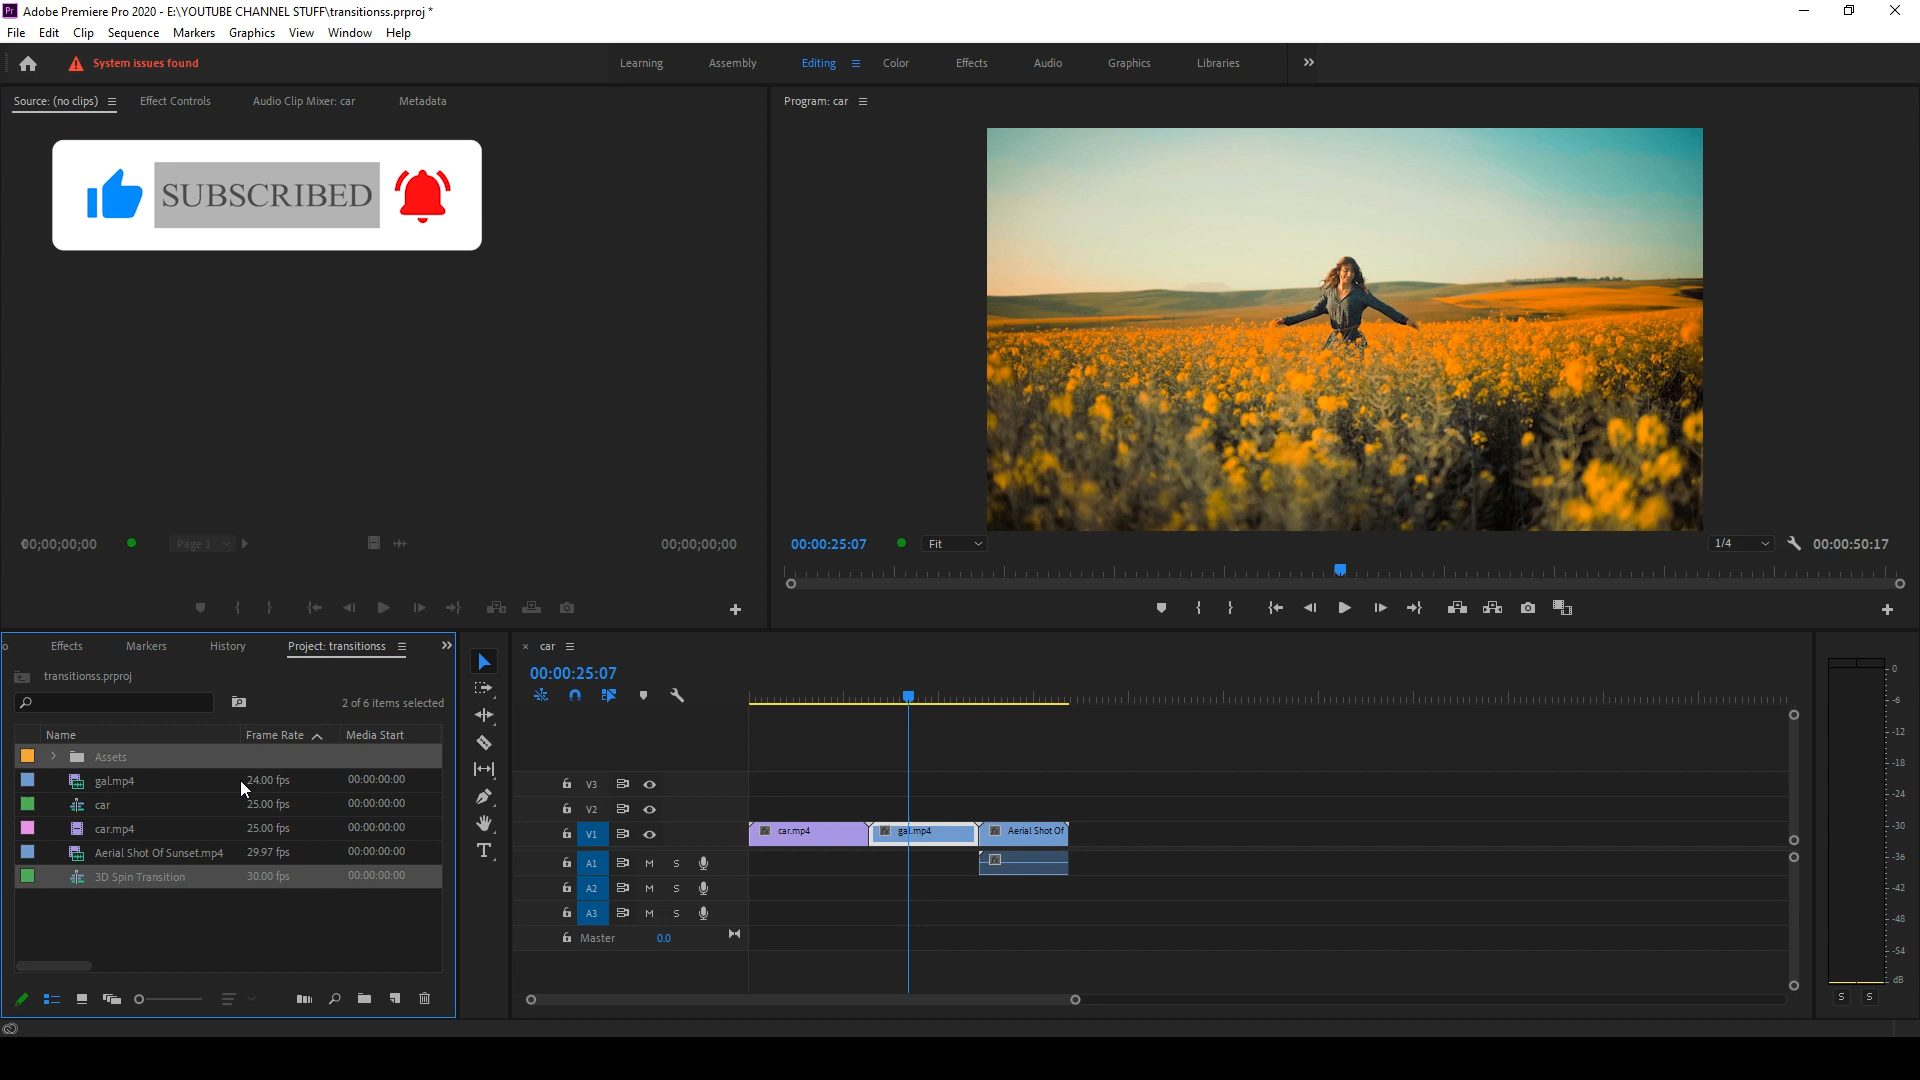 Pr Adobe Premiere Pro 2020 - E:\YOUTUBE CHANNEL STUFF\transitionss.prproj *
File Edit Clip Sequence Markers Graphics View Window Help
System issues found
Learning Assembly Editing Color Effects Audio Graphics Libraries
Source: (no clips) Effect Controls Audio Clip Mixer: car Metadata
Program: car
SUBSCRIBED
00;00;00;00 Page 1 00;00;00;00
00:00:25:07 Fit 1/4 00:00:50:17
Effects Markers History Project: transitionss
transitionss.prproj
2 of 6 items selected
Name Frame Rate Media Start
Assets
gal.mp4 24.00 fps 00:00:00:00
car 25.00 fps 00:00:00:00
car.mp4 25.00 fps 00:00:00:00
Aerial Shot Of Sunset.mp4 29.97 fps 00:00:00:00
3D Spin Transition 30.00 fps 00:00:00:00
car
00:00:25:07
V3
V2
V1 car.mp4 gal.mp4 Aerial Shot Of
A1 M S
A2 M S
A3 M S
Master 0.0
0
-6
-12
-18
-24
-30
-36
-42
-48
-54
dB
S S